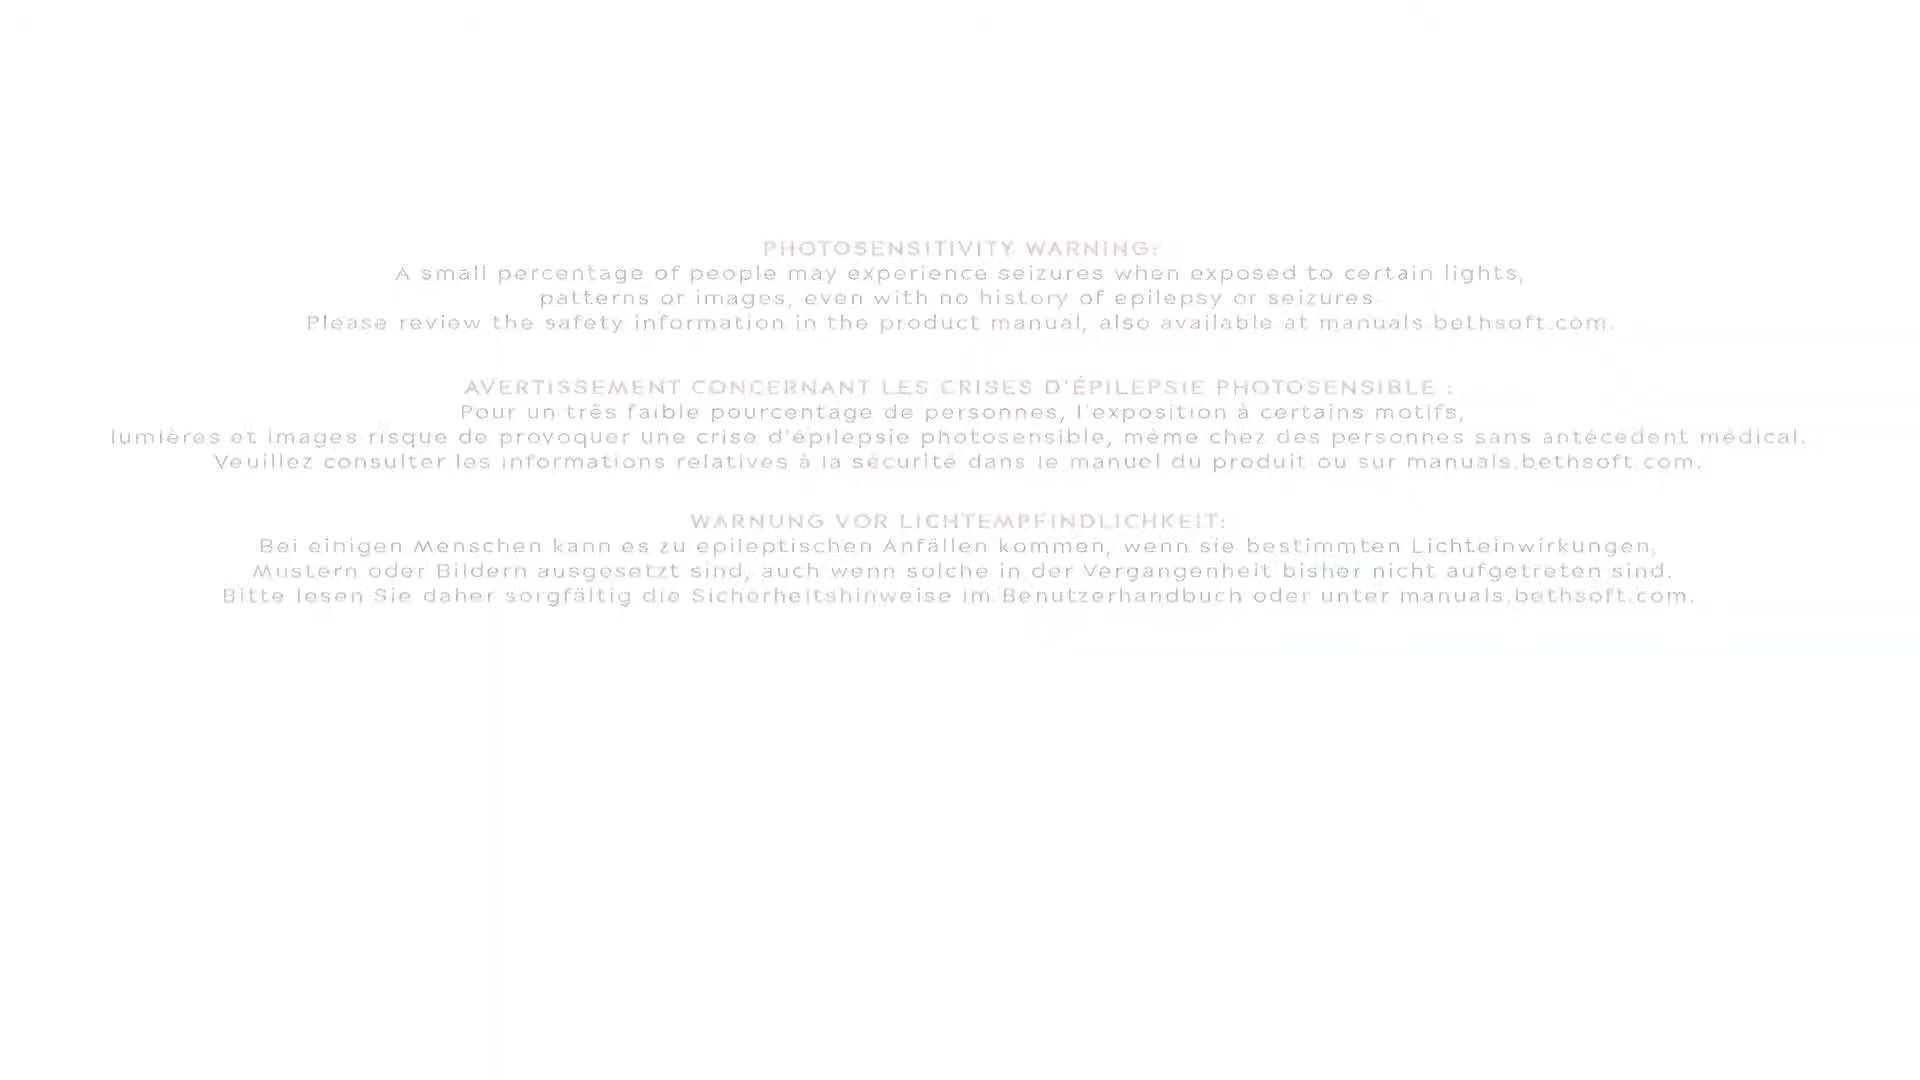 PHOTOSENSITIVITY WARNING:
A small percentage of people may experience seizures when exposed to certain lights,
patterns or images, even with no history of epilepsy or seizures.
Please review the safety information in the product manual, also available at manuals.bethsoft.com.
AVERTISSEMENT CONCERNANT LES CRISES D'ÉPILEPSIE PHOTOSENSIBLE :
Pour un très faible pourcentage de personnes, l'exposition à certains motifs,
lumières et images risque de provoquer une crise d'épilepsie photosensible, même chez des personnes sans antécédent médical.
Veuillez consulter les informations relatives à la sécurité dans le manuel du produit ou sur manuals.bethsoft.com.
WARNUNG VOR LICHTEMPFINDLICHKEIT:
Bei einigen Menschen kann es zu epileptischen Anfällen kommen, wenn sie bestimmten Lichteinwirkungen,
Mustern oder Bildern ausgesetzt sind, auch wenn solche in der Vergangenheit bisher nicht aufgetreten sind.
Bitte lesen Sie daher sorgfältig die Sicherheitshinweise im Benutzerhandbuch oder unter manuals.bethsoft.com.